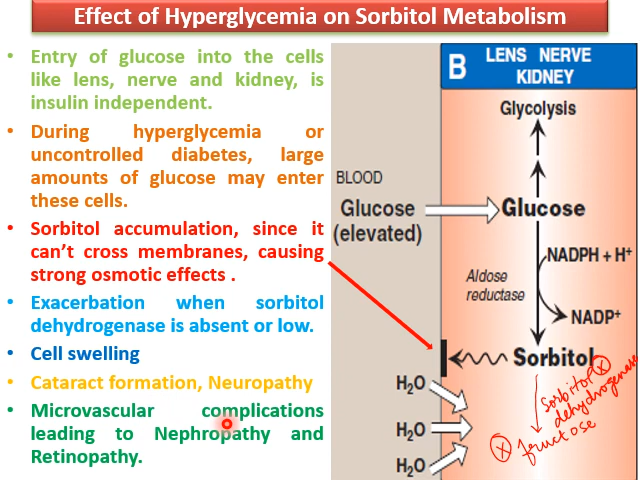 Effect of Hyperglycemia on Sorbitol Metabolism
• Entry of glucose into the cells
like lens, nerve and kidney, is
insulin independent.
• During hyperglycemia or
uncontrolled diabetes, large
amounts of glucose may enter
these cells.
• Sorbitol accumulation, since it
can't cross membranes, causing
strong osmotic effects .
• Exacerbation when sorbitol
dehydrogenase is absent or low.
• Cell swelling
• Cataract formation, Neuropathy
• Microvascular complications
leading to Nephropathy and
Retinopathy.
B
LENS NERVE
KIDNEY
Glycolysis
BLOOD
Glucose
(elevated)
Glucose
NADPH + H⁺
Aldose
reductase
NADP⁺
Sorbitol
H₂O
H₂O
H₂O
Sorbitol
dehydrogenase
fructose